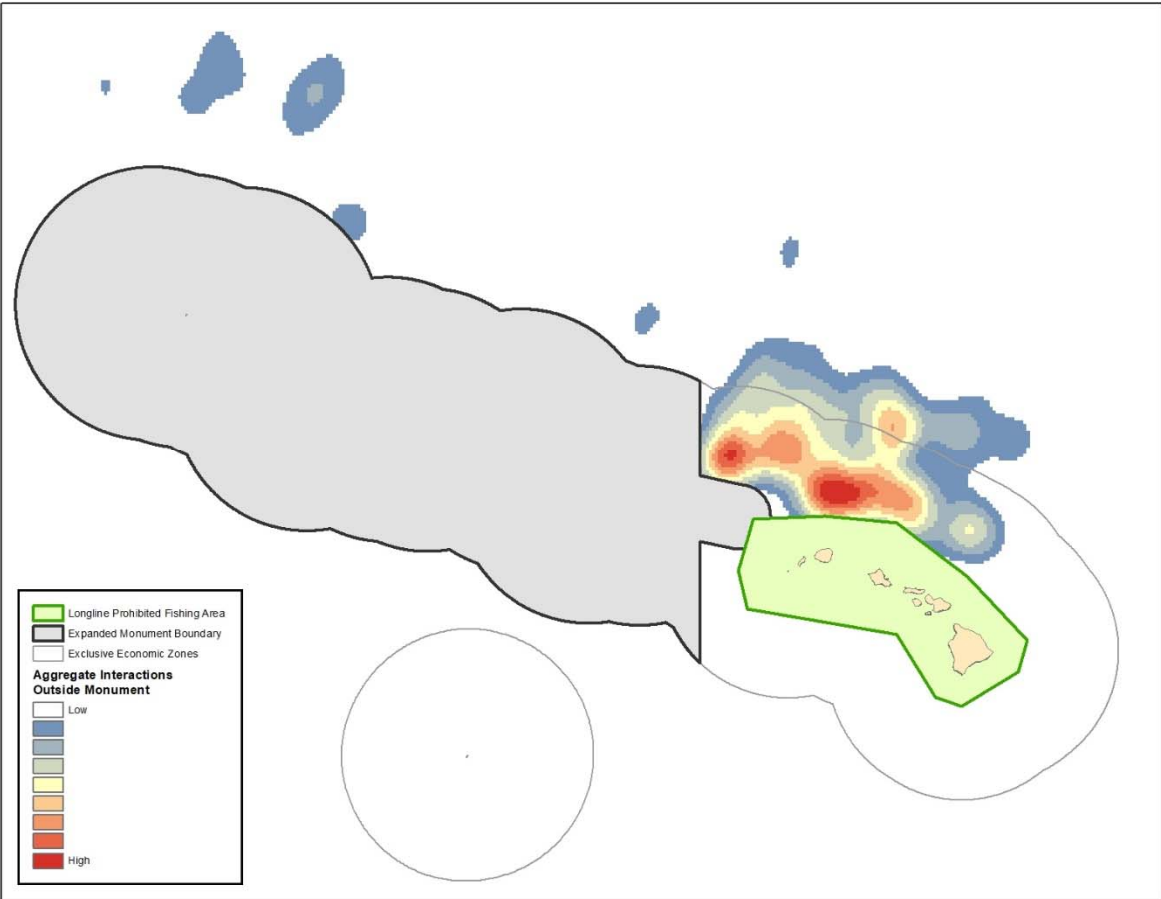 Longline Prohibited Fishing Area
Expanded Monument Boundary
Exclusive Economic Zones
Aggregate Interactions
Outside Monument
Low
High